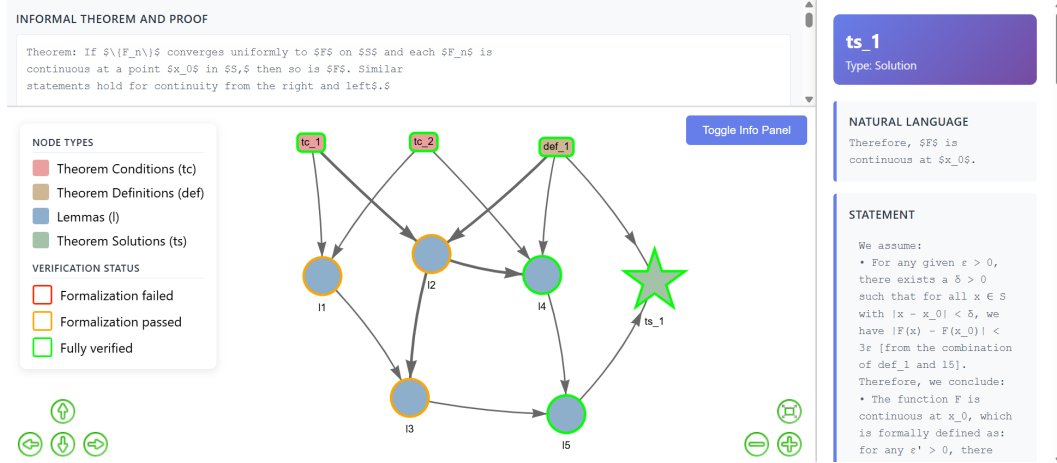 INFORMAL THEOREM AND PROOF
Theorem: If $\{F_n\}$ converges uniformly to $F$ on $S$ and each $F_n$ is
continuous at a point $x_0$ in $S,$ then so is $F$. Similar
statements hold for continuity from the right and left$.$
NODE TYPES
Theorem Conditions (tc)
Theorem Definitions (def)
Lemmas (l)
Theorem Solutions (ts)
VERIFICATION STATUS
Formalization failed
Formalization passed
Fully verified
Toggle Info Panel
tc_1
tc_2
def_1
l1
l2
l4
ts_1
l3
l5
ts_1
Type: Solution
NATURAL LANGUAGE
Therefore, $F$ is
continuous at $x_0$.
STATEMENT
We assume:
• For any given ε > 0,
there exists a δ > 0
such that for all x ∈ S
with |x - x_0| < δ, we
have |F(x) - F(x_0)| <
3ε [from the combination
of def_1 and l5].
Therefore, we conclude:
• The function F is
continuous at x_0, which
is formally defined as:
for any ε' > 0, there